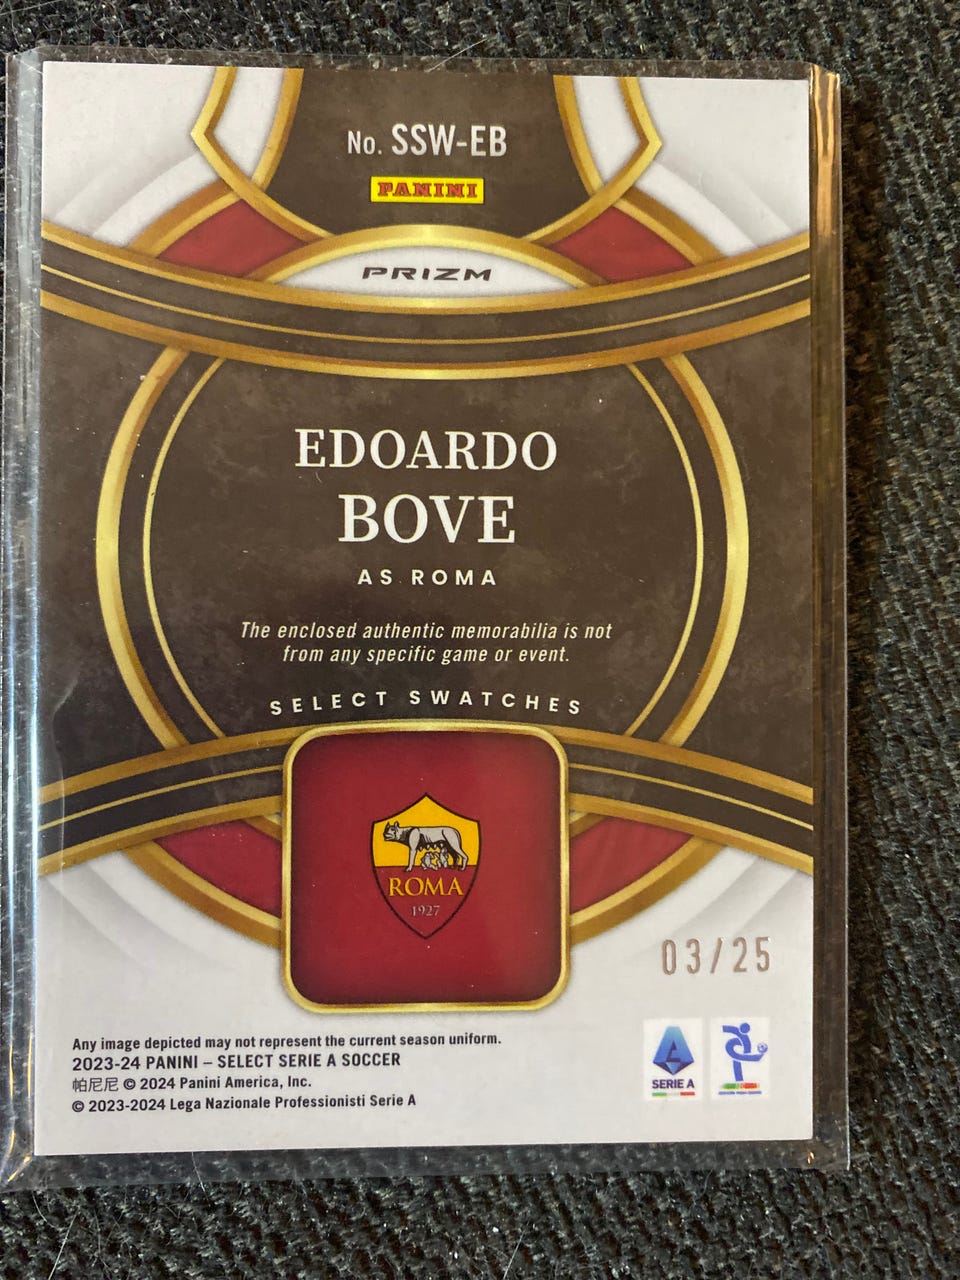 No. SSW-EB
PANINI
PRIZM
EDOARDO
BOVE
AS ROMA
The enclosed authentic memorabilia is not
from any specific game or event.
SELECT SWATCHES
ROMA
1927
03/25
Any image depicted may not represent the current season uniform.
2023-24 PANINI – SELECT SERIE A SOCCER
帕尼尼 © 2024 Panini America, Inc.
© 2023-2024 Lega Nazionale Professionisti Serie A
SERIE A